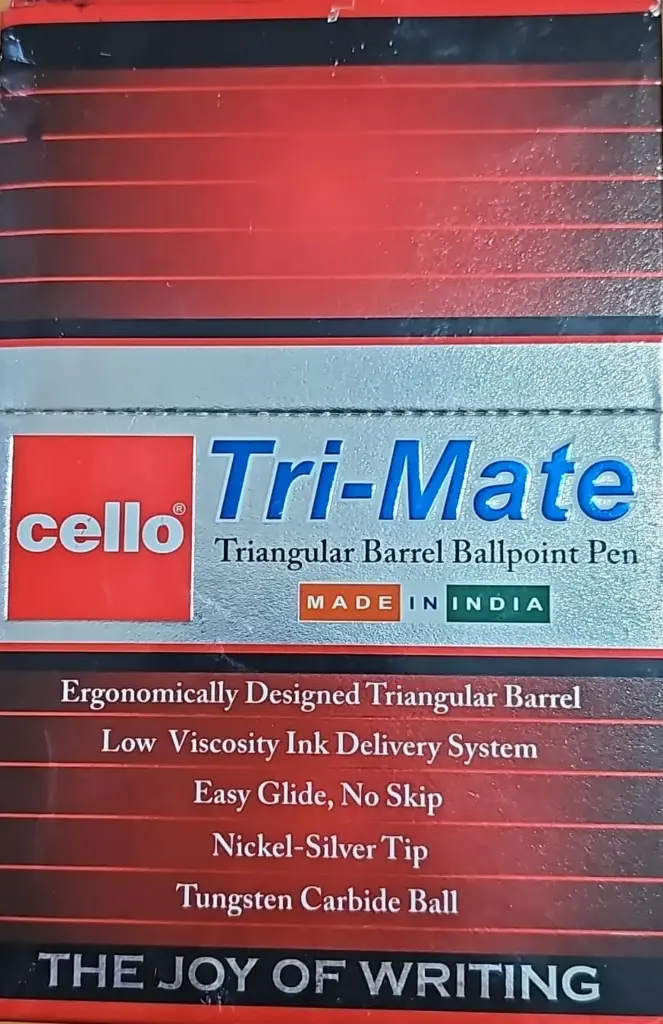 cello®
Tri-Mate
Triangular Barrel Ballpoint Pen
MADE IN INDIA
Ergonomically Designed Triangular Barrel
Low Viscosity Ink Delivery System
Easy Glide, No Skip
Nickel-Silver Tip
Tungsten Carbide Ball
THE JOY OF WRITING